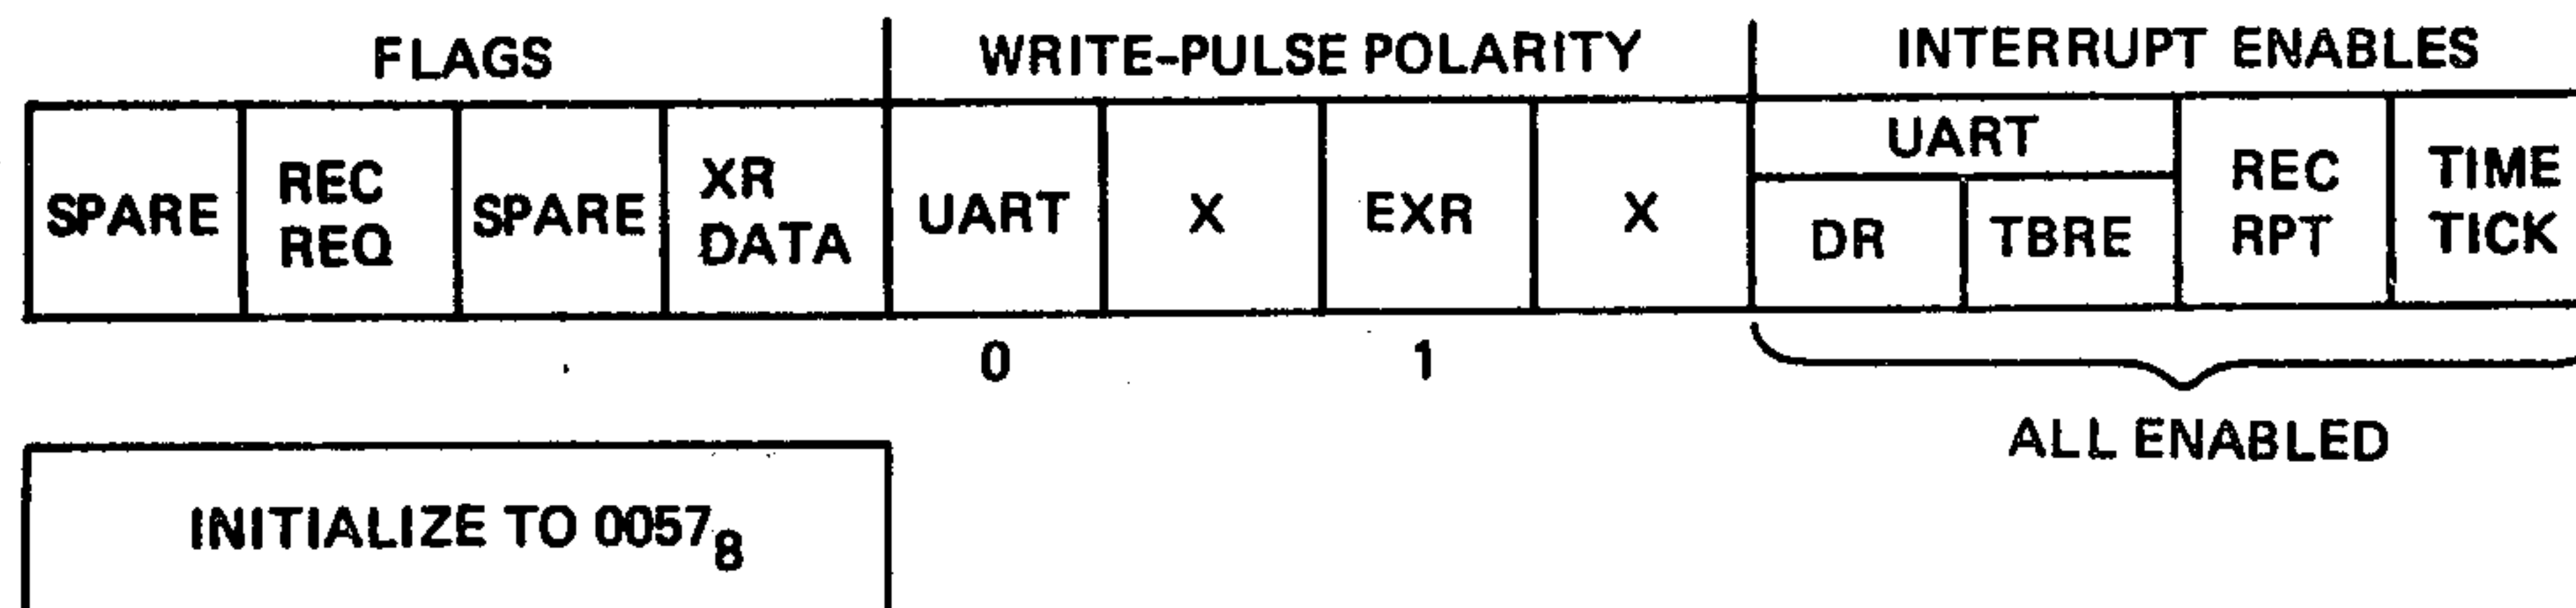 FLAGS WRITE-PULSE POLARITY INTERRUPT ENABLES
SPARE REC REQ SPARE XR DATA UART X EXR X UART DR TBRE REC RPT TIME TICK
0 1
ALL ENABLED
INITIALIZE TO 0057₈